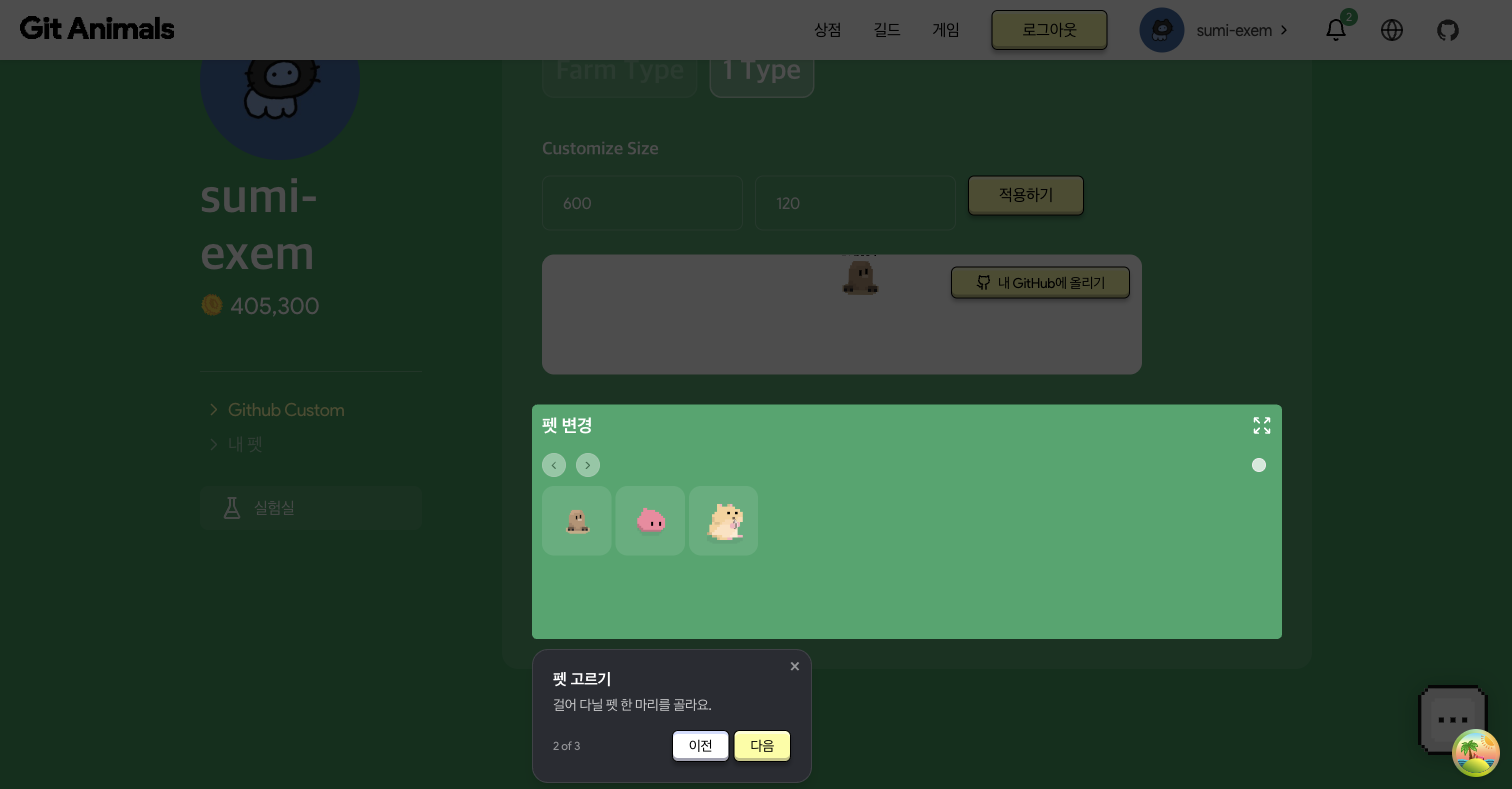 Git Animals
상점
길드
게임
로그아웃
sumi-exem
2
Farm Type
1 Type
sumi-
exem
405,300
Github Custom
내 펫
실험실
Customize Size
600
120
적용하기
내 GitHub에 올리기
펫 변경
펫 고르기
걸어 다닐 펫 한 마리를 골라요.
2 of 3
이전
다음